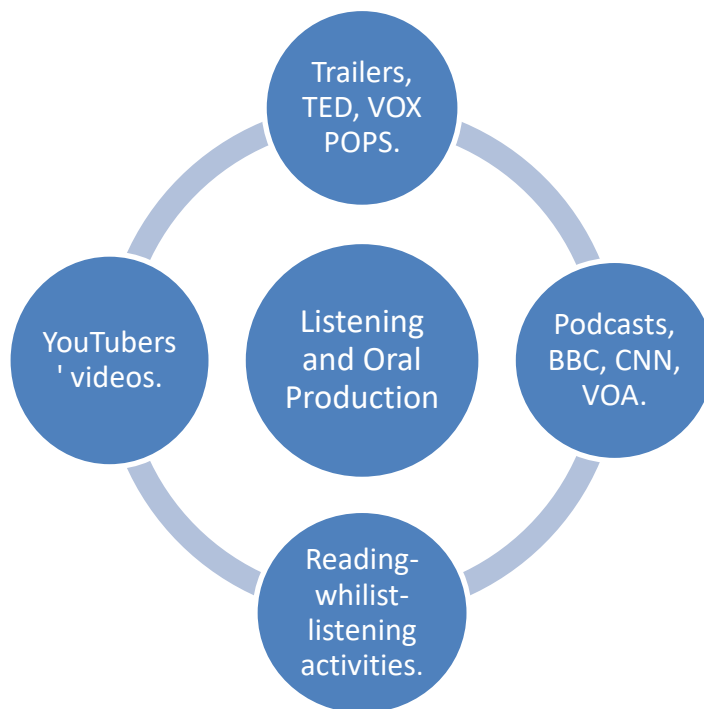 Trailers,
TED, VOX
POPS.
Listening
and Oral
Production
YouTubers
' videos.
Podcasts,
BBC, CNN,
VOA.
Reading-
whilist-
listening
activities.